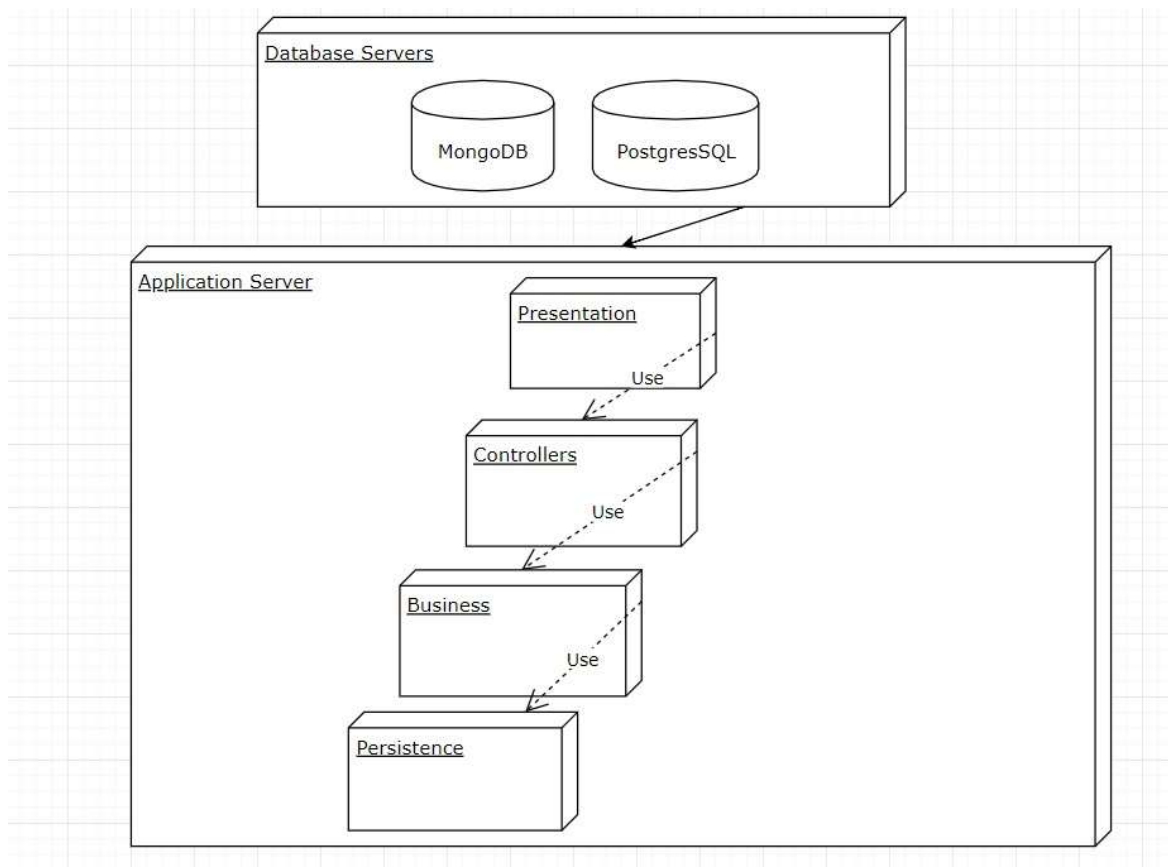 Database Servers
MongoDB
PostgresSQL
Application Server
Presentation
Use
Controllers
Use
Business
Use
Persistence